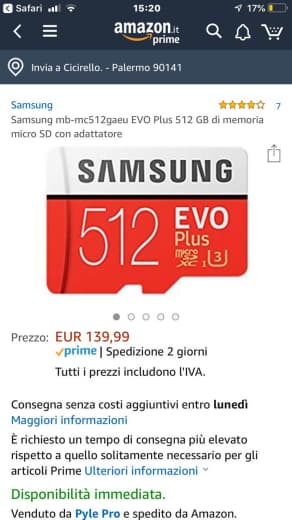 Safari 15:20 17%
amazon.it
prime
Invia a Cicirello. - Palermo 90141
Samsung 7
Samsung mb-mc512gaeu EVO Plus 512 GB di memoria
micro SD con adattatore
SAMSUNG
512 EVO
Plus
micro SD XC I U3
Prezzo: EUR 139,99
prime | Spedizione 2 giorni
Tutti i prezzi includono l'IVA.
Consegna senza costi aggiuntivi entro lunedì
Maggiori informazioni
È richiesto un tempo di consegna più elevato
rispetto a quello solitamente necessario per gli
articoli Prime Ulteriori informazioni
Disponibilità immediata.
Venduto da Pyle Pro e spedito da Amazon.